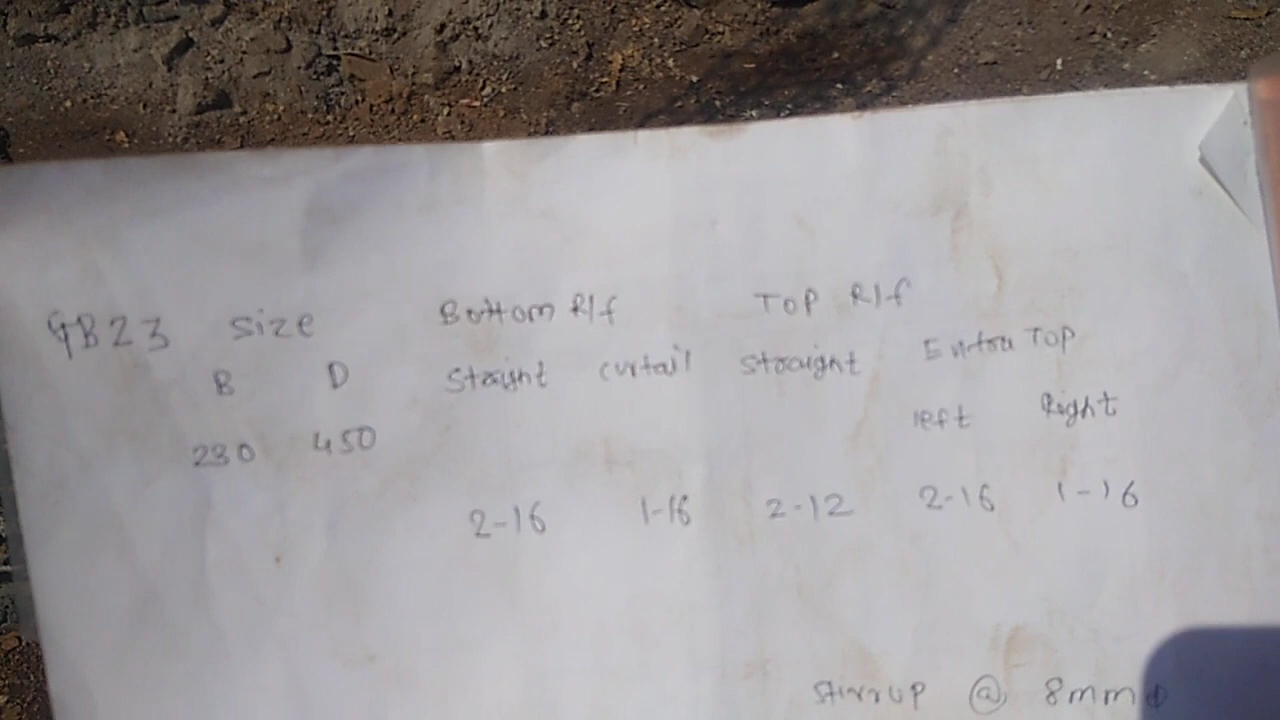 GB23 size Bottom R/f TOP R/f
B D straight curtail straight Extra TOP
left Right
230 450
2-16 1-16 2-12 2-16 1-16
stirrup @ 8mm ϕ